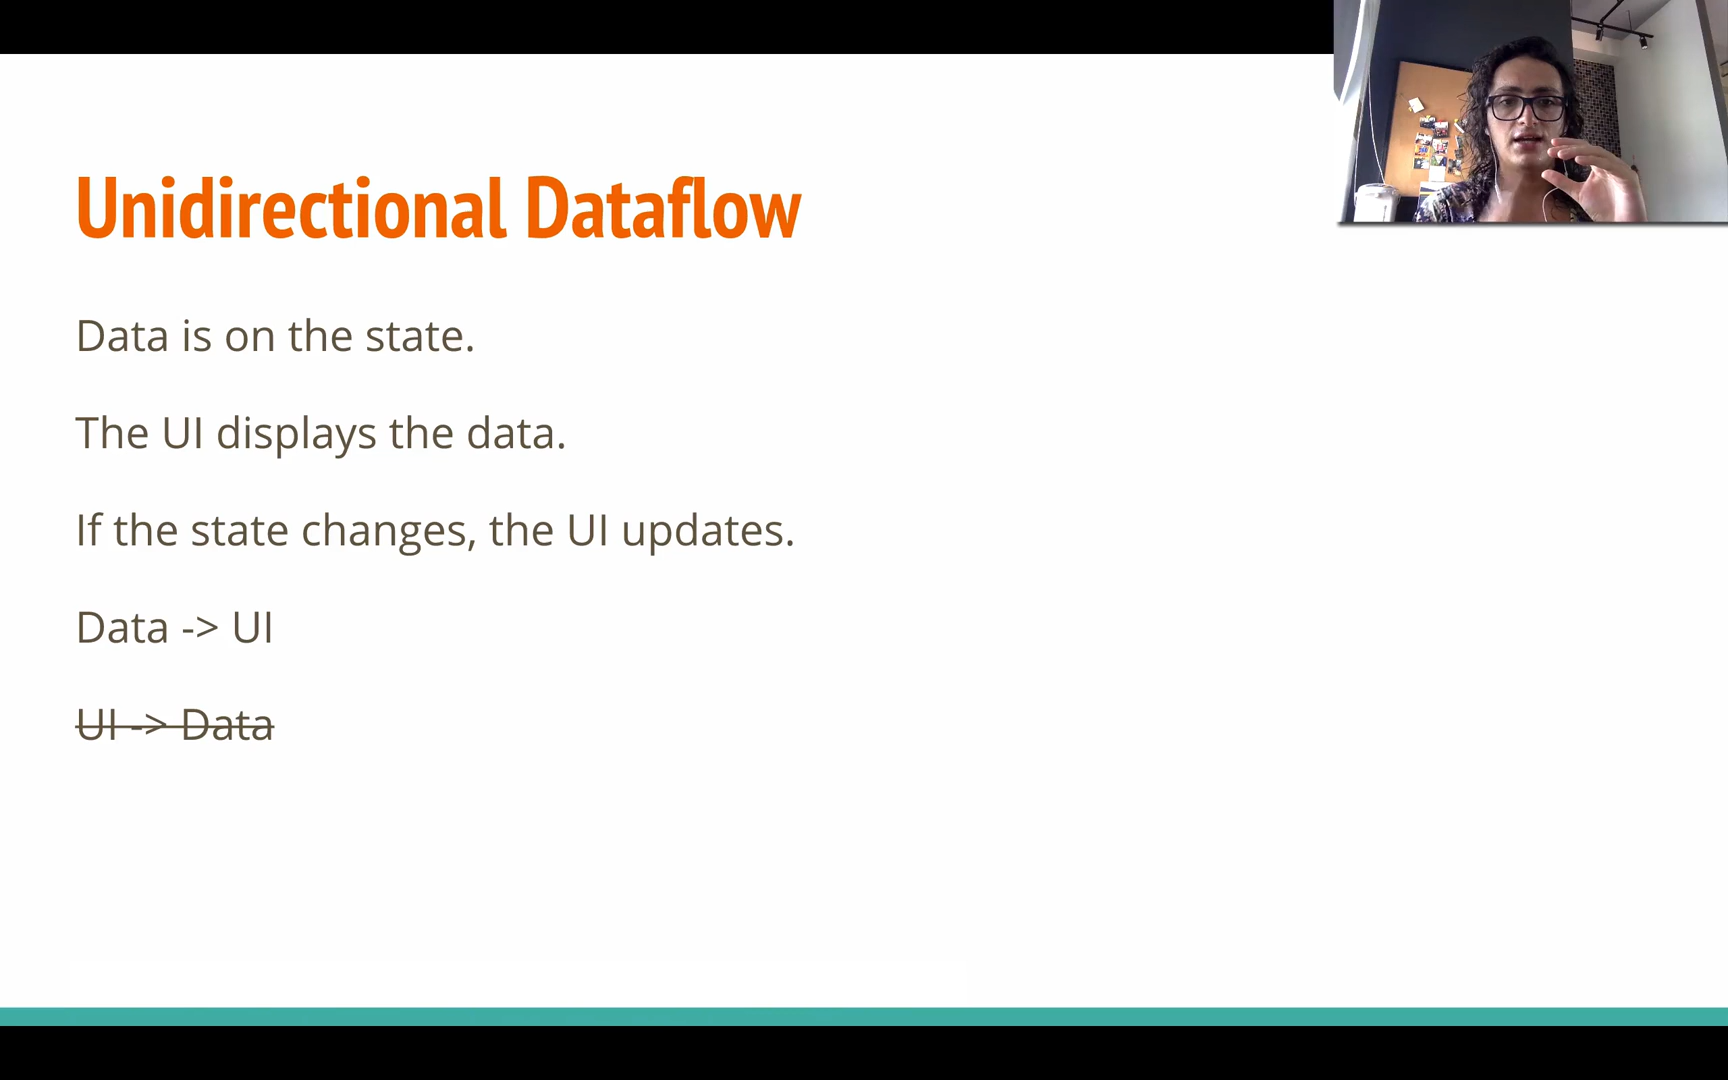 Unidirectional Dataflow
Data is on the state.
The UI displays the data.
If the state changes, the UI updates.
Data -> UI
UI -> Data